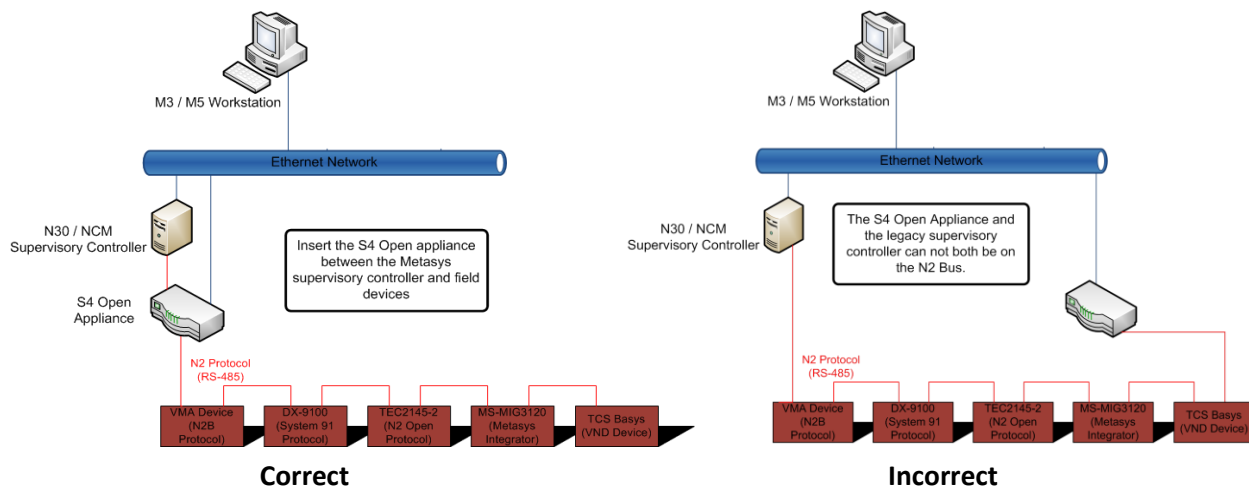 M3 / M5 Workstation
Ethernet Network
N30 / NCM
Supervisory Controller
Insert the S4 Open appliance
between the Metasys
supervisory controller and field
devices
S4 Open
Appliance
N2 Protocol
(RS-485)
VMA Device
(N2B
Protocol)
DX-9100
(System 91
Protocol)
TEC2145-2
(N2 Open
Protocol)
MS-MIG3120
(Metasys
Integrator)
TCS Basys
(VND Device)
Correct
M3 / M5 Workstation
Ethernet Network
N30 / NCM
Supervisory Controller
The S4 Open Appliance and
the legacy supervisory
controller can not both be on
the N2 Bus.
N2 Protocol
(RS-485)
VMA Device
(N2B
Protocol)
DX-9100
(System 91
Protocol)
TEC2145-2
(N2 Open
Protocol)
MS-MIG3120
(Metasys
Integrator)
TCS Basys
(VND Device)
Incorrect